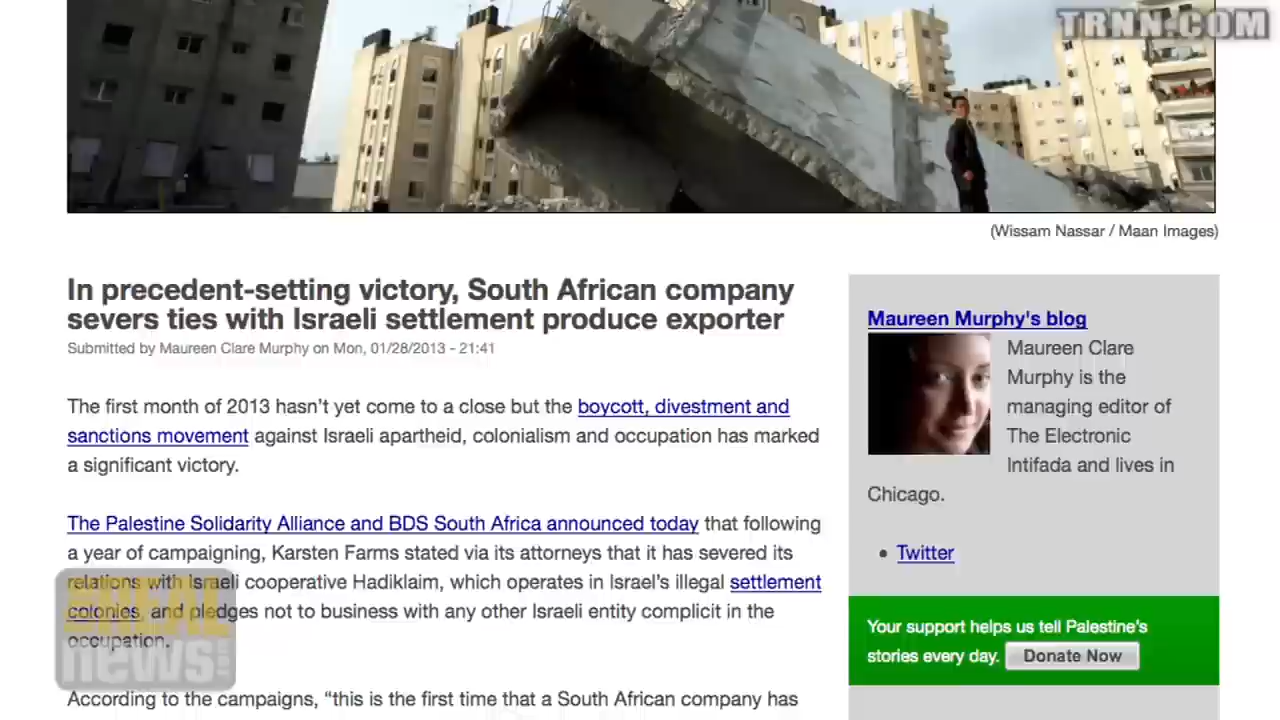 TRNN.COM
(Wissam Nassar / Maan Images)
In precedent-setting victory, South African company
severs ties with Israeli settlement produce exporter
Submitted by Maureen Clare Murphy on Mon, 01/28/2013 - 21:41
The first month of 2013 hasn't yet come to a close but the boycott, divestment and
sanctions movement against Israeli apartheid, colonialism and occupation has marked
a significant victory.
The Palestine Solidarity Alliance and BDS South Africa announced today that following
a year of campaigning, Karsten Farms stated via its attorneys that it has severed its
relations with Israeli cooperative Hadiklaim, which operates in Israel's illegal settlement
colonies, and pledges not to business with any other Israeli entity complicit in the
occupation.
According to the campaigns, "this is the first time that a South African company has
Maureen Murphy's blog
Maureen Clare
Murphy is the
managing editor of
The Electronic
Intifada and lives in
Chicago.
• Twitter
Your support helps us tell Palestine's
stories every day. Donate Now
REAL
news